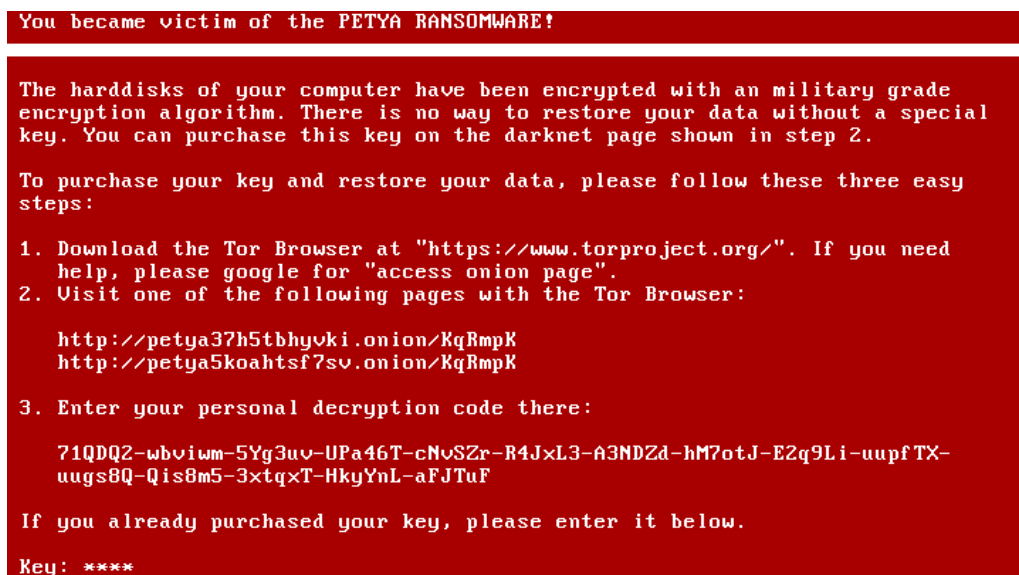 You became victim of the PETYA RANSOMWARE!
The harddisks of your computer have been encrypted with an military grade
encryption algorithm. There is no way to restore your data without a special
key. You can purchase this key on the darknet page shown in step 2.
To purchase your key and restore your data, please follow these three easy
steps:
1. Download the Tor Browser at "https://www.torproject.org/". If you need
help, please google for "access onion page".
2. Visit one of the following pages with the Tor Browser:
http://petya37h5tbhyvki.onion/KqRmpK
http://petya5koahtsf7sv.onion/KqRmpK
3. Enter your personal decryption code there:
71QDQ2-wbviwm-5Yg3uv-UPa46T-cNvSZr-R4JxL3-A3NDZd-hM7otJ-E2q9Li-uupfTX-
uugs8Q-Qis8m5-3xtqxT-HkyYnL-aFJTuF
If you already purchased your key, please enter it below.
Key: ****